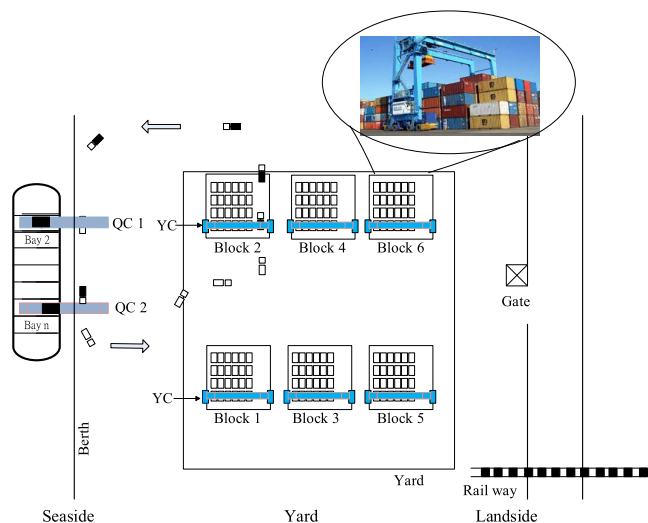 QC 1
YC
Bay 2
Block 2
Block 4
Block 6
QC 2
Gate
Bay n
YC
Block 1
Block 3
Block 5
Berth
Yard
Rail way
Seaside
Yard
Landside